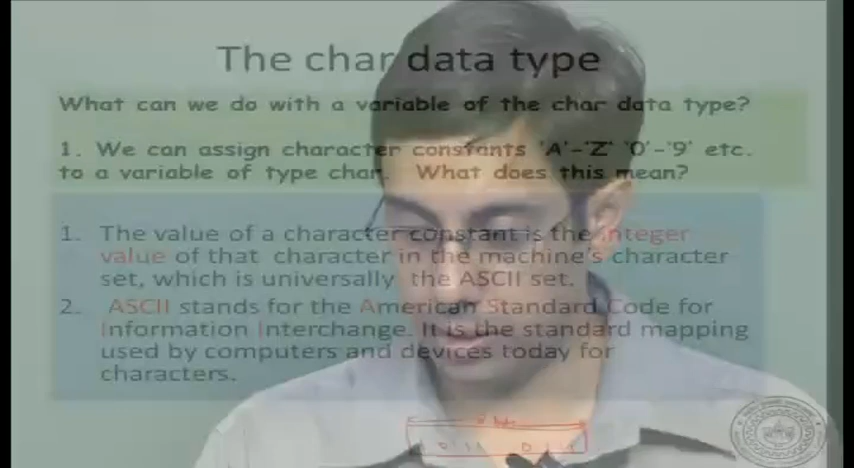 The char data type
What can we do with a variable of the char data type?
1. We can assign character constants 'A'-'Z' '0'-'9' etc.
to a variable of type char. What does this mean?
1. The value of a character constant is the integer
value of that character in the machine's character
set, which is universally the ASCII set.
2. ASCII stands for the American Standard Code for
Information Interchange. It is the standard mapping
used by computers and devices today for
characters.